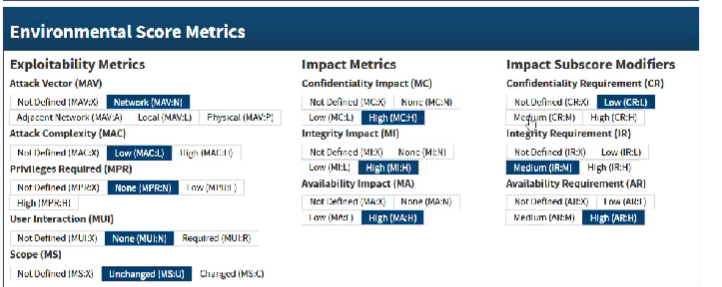 Environmental Score Metrics
Exploitability Metrics
Attack Vector (MAV)
Not Defined (MAV:X) Network (MAV:N)
Adjacent Network (MAV:A) Local (MAV:L) Physical (MAV:P)
Attack Complexity (MAC)
Not Defined (MAC:X) Low (MAC:L) High (MAC:H)
Privileges Required (MPR)
Not Defined (MPR:X) None (MPR:N) Low (MPR:L)
High (MPR:H)
User Interaction (MUI)
Not Defined (MUI:X) None (MUI:N) Required (MUI:R)
Scope (MS)
Not Defined (MS:X) Unchanged (MS:U) Changed (MS:C)
Impact Metrics
Confidentiality Impact (MC)
Not Defined (MC:X) None (MC:N)
Low (MC:L) High (MC:H)
Integrity Impact (MI)
Not Defined (MI:X) None (MI:N)
Low (MI:L) High (MI:H)
Availability Impact (MA)
Not Defined (MA:X) None (MA:N)
Low (MA:L) High (MA:H)
Impact Subscore Modifiers
Confidentiality Requirement (CR)
Not Defined (CR:X) Low (CR:L)
Medium (CR:M) High (CR:H)
Integrity Requirement (IR)
Not Defined (IR:X) Low (IR:L)
Medium (IR:M) High (IR:H)
Availability Requirement (AR)
Not Defined (AR:X) Low (AR:L)
Medium (AR:M) High (AR:H)